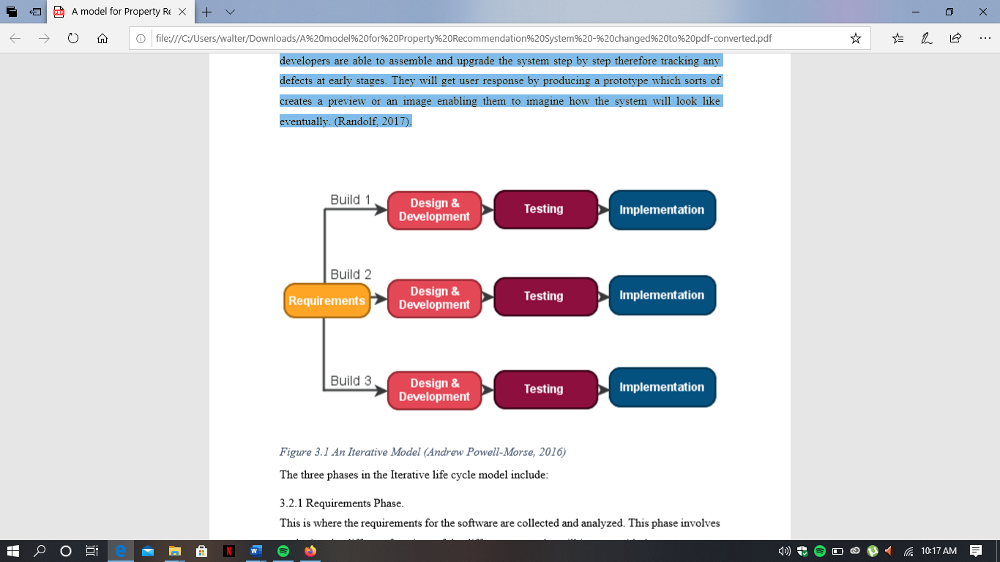 A model for Property Re
file:///C:/Users/walter/Downloads/A%20model%20for%20Property%20Recommendation%20System%20-%20changed%20to%20pdf-converted.pdf
developers are able to assemble and upgrade the system step by step therefore tracking any
defects at early stages. They will get user response by producing a prototype which sorts of
creates a preview or an image enabling them to imagine how the system will look like
eventually. (Randolf, 2017).
Build 1
Design &
Development
Testing
Implementation
Build 2
Requirements
Design &
Development
Testing
Implementation
Build 3
Design &
Development
Testing
Implementation
Figure 3.1 An Iterative Model (Andrew Powell-Morse, 2016)
The three phases in the Iterative life cycle model include:
3.2.1 Requirements Phase.
This is where the requirements for the software are collected and analyzed. This phase involves
10:17 AM